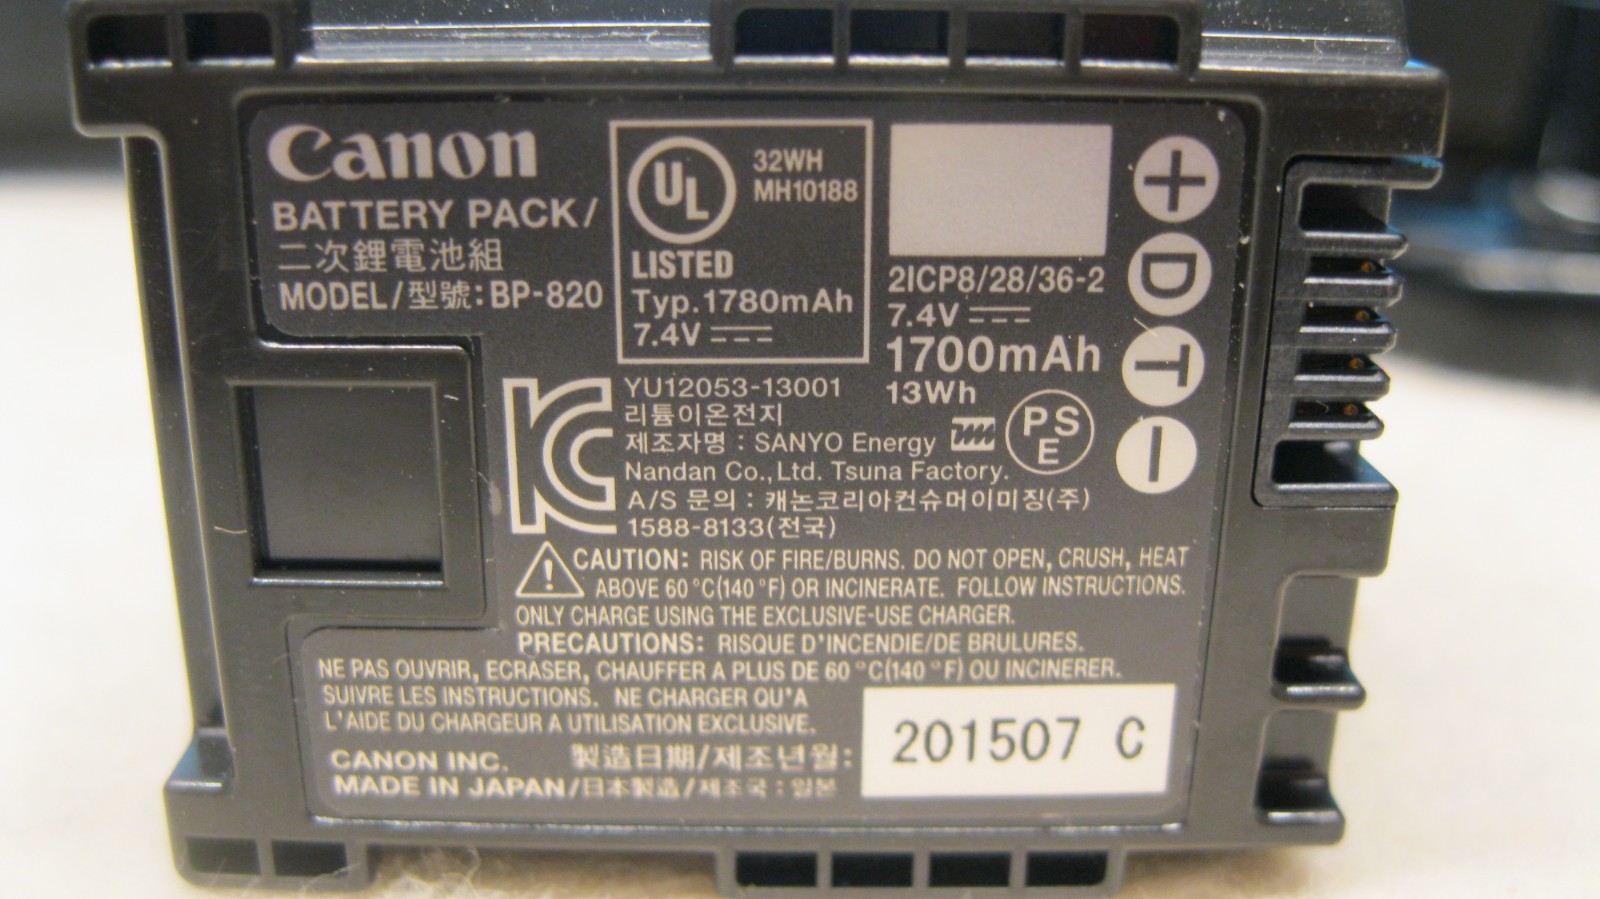 Canon
BATTERY PACK/
二次鋰電池組
MODEL/型號:BP-820
UL
LISTED
32WH
MH10188
Typ.1780mAh
7.4V
2ICP8/28/36-2
7.4V
1700mAh
13Wh
+
D
T
-
PSE
YU12053-13001
리튬이온전지
제조자명 : SANYO Energy
Nandan Co.,Ltd. Tsuna Factory.
A/S 문의 : 캐논코리아컨슈머이미징(주)
1588-8133(전국)
CAUTION: RISK OF FIRE/BURNS. DO NOT OPEN, CRUSH, HEAT
ABOVE 60 °C(140 °F) OR INCINERATE. FOLLOW INSTRUCTIONS.
ONLY CHARGE USING THE EXCLUSIVE-USE CHARGER.
PRECAUTIONS: RISQUE D'INCENDIE/DE BRULURES.
NE PAS OUVRIR, ECRASER, CHAUFFER A PLUS DE 60 °C(140 °F) OU INCINERER.
SUIVRE LES INSTRUCTIONS. NE CHARGER QU'A
L'AIDE DU CHARGEUR A UTILISATION EXCLUSIVE.
CANON INC. 製造日期/제조년월:
201507 C
MADE IN JAPAN/日本製造/제조국 : 일본